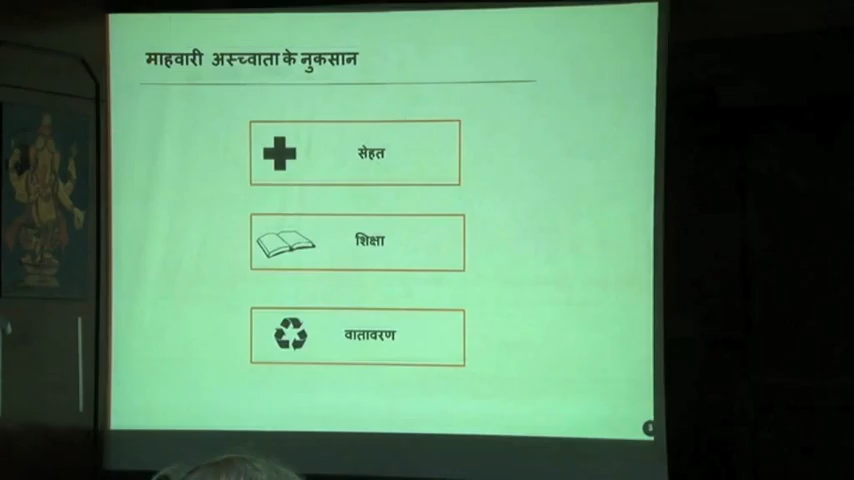 माहवारी अस्च्वाता के नुकसान
सेहत
शिक्षा
वातावरण